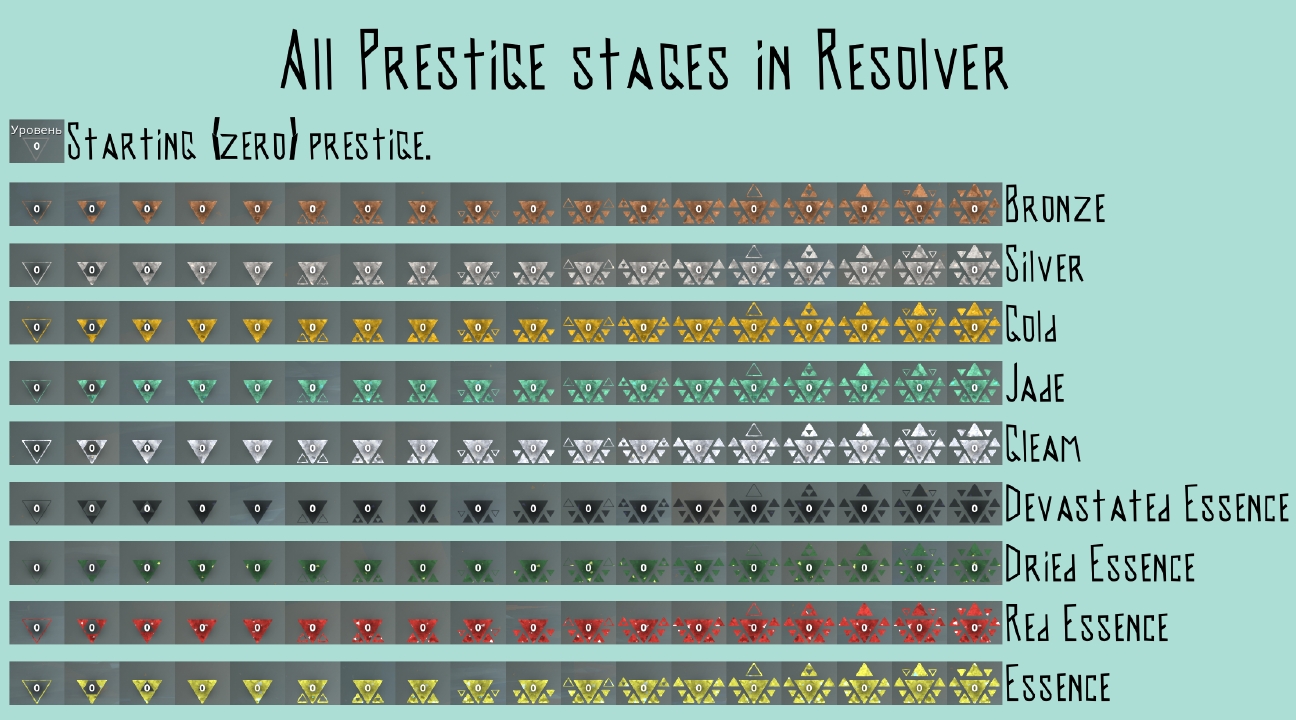 All Prestige stages in Resolver
Уровень
0
Starting (zero) prestige.
0 0 0 0 0 0 0 0 0 0 0 0 0 0 0 0 0 0 Bronze
0 0 0 0 0 0 0 0 0 0 0 0 0 0 0 0 0 0 Silver
0 0 0 0 0 0 0 0 0 0 0 0 0 0 0 0 0 0 Gold
0 0 0 0 0 0 0 0 0 0 0 0 0 0 0 0 0 0 Jade
0 0 0 0 0 0 0 0 0 0 0 0 0 0 0 0 0 0 Gleam
0 0 0 0 0 0 0 0 0 0 0 0 0 0 0 0 0 0 Devastated Essence
0 0 0 0 0 0 0 0 0 0 0 0 0 0 0 0 0 0 Dried Essence
0 0 0 0 0 0 0 0 0 0 0 0 0 0 0 0 0 0 Red Essence
0 0 0 0 0 0 0 0 0 0 0 0 0 0 0 0 0 0 Essence